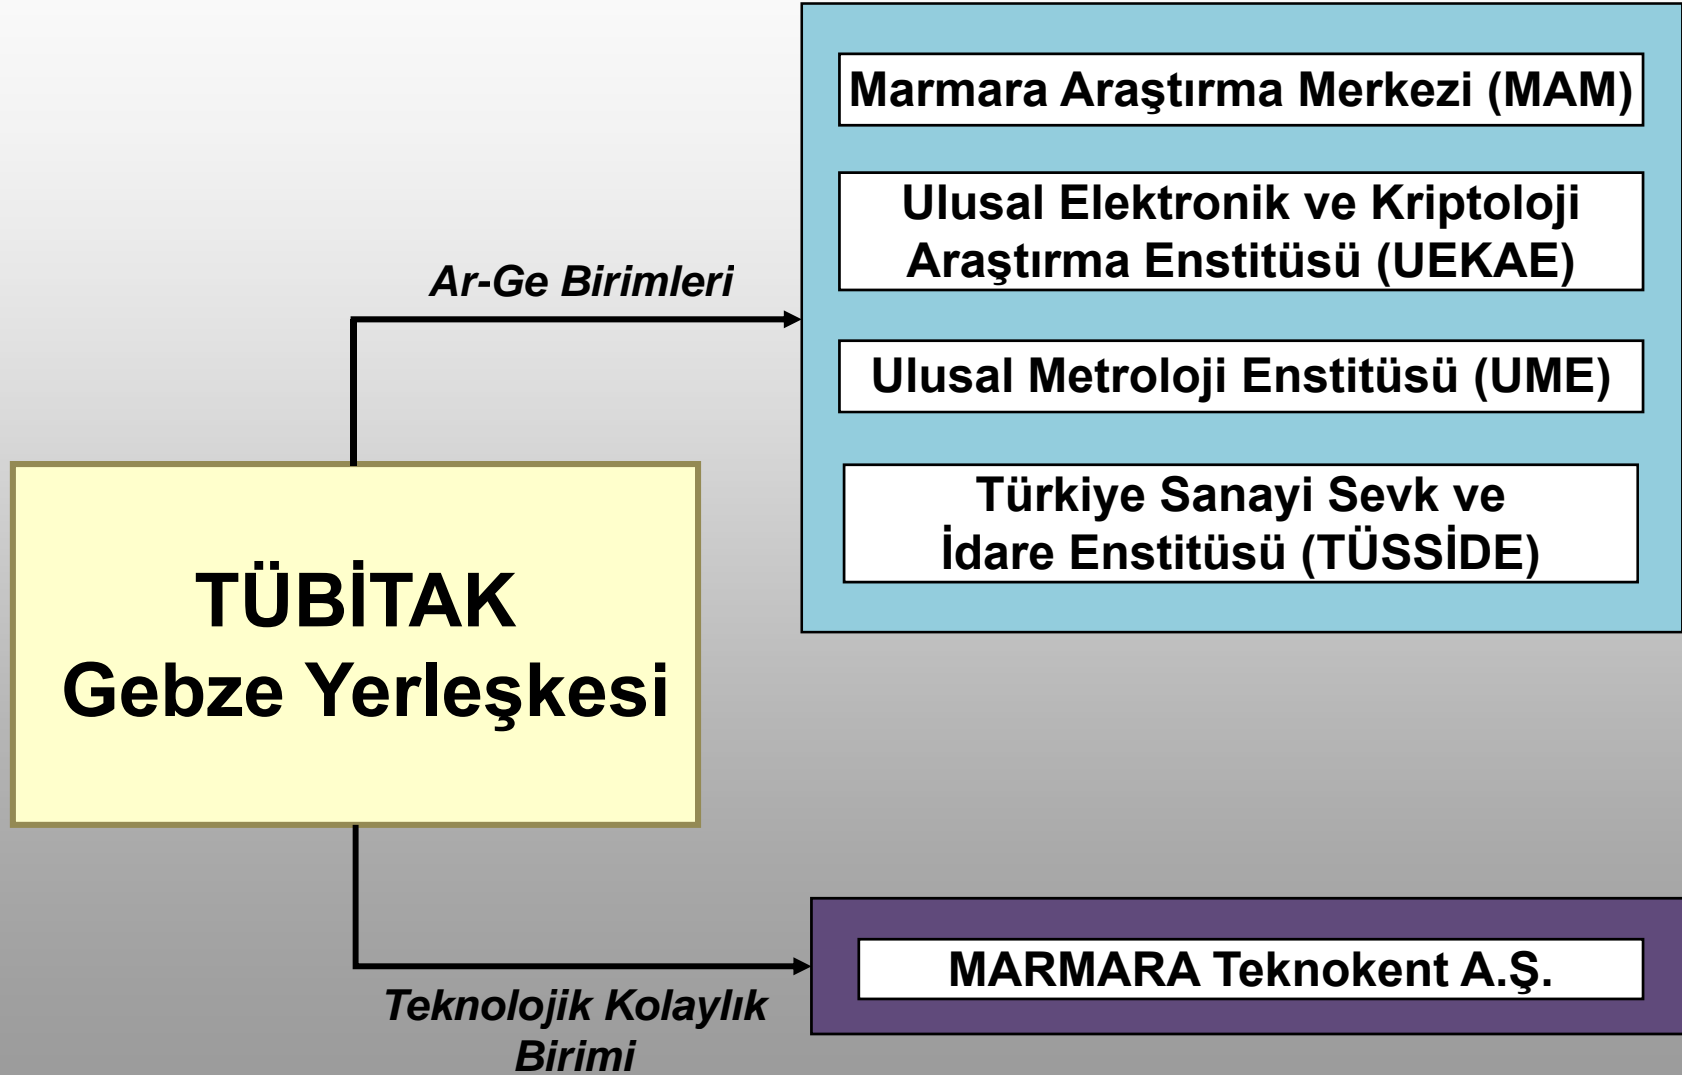 Marmara Araştırma Merkezi (MAM)
Ulusal Elektronik ve Kriptoloji
Araştırma Enstitüsü (UEKAE)
Ar-Ge Birimleri
Ulusal Metroloji Enstitüsü (UME)
Türkiye Sanayi Sevk ve
İdare Enstitüsü (TÜSSİDE)
TÜBİTAK
Gebze Yerleşkesi
MARMARA Teknokent A.Ş.
Teknolojik Kolaylık
Birimi